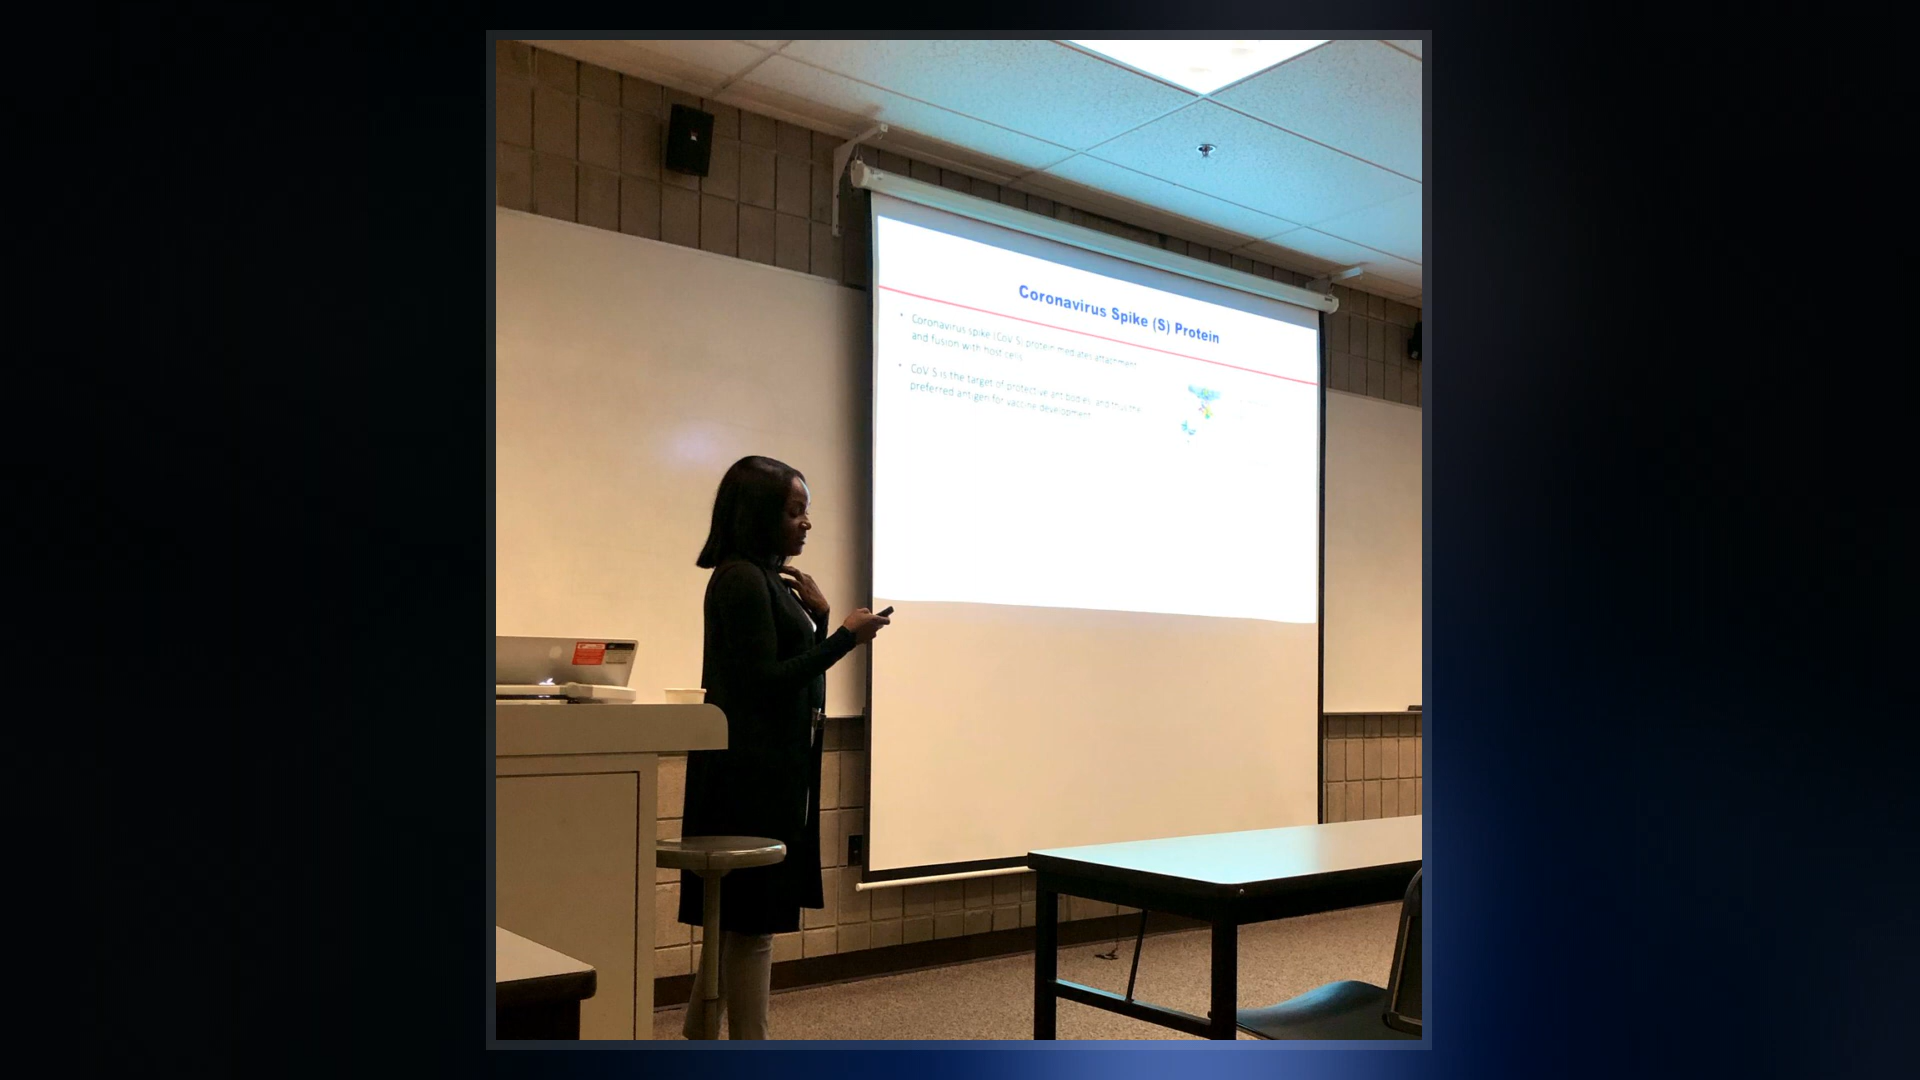 Coronavirus Spike (S) Protein
• Coronavirus spike (CoV S) protein mediates attachment
and fusion with host cells
• CoV S is the target of protective antibodies, and thus the
preferred antigen for vaccine development